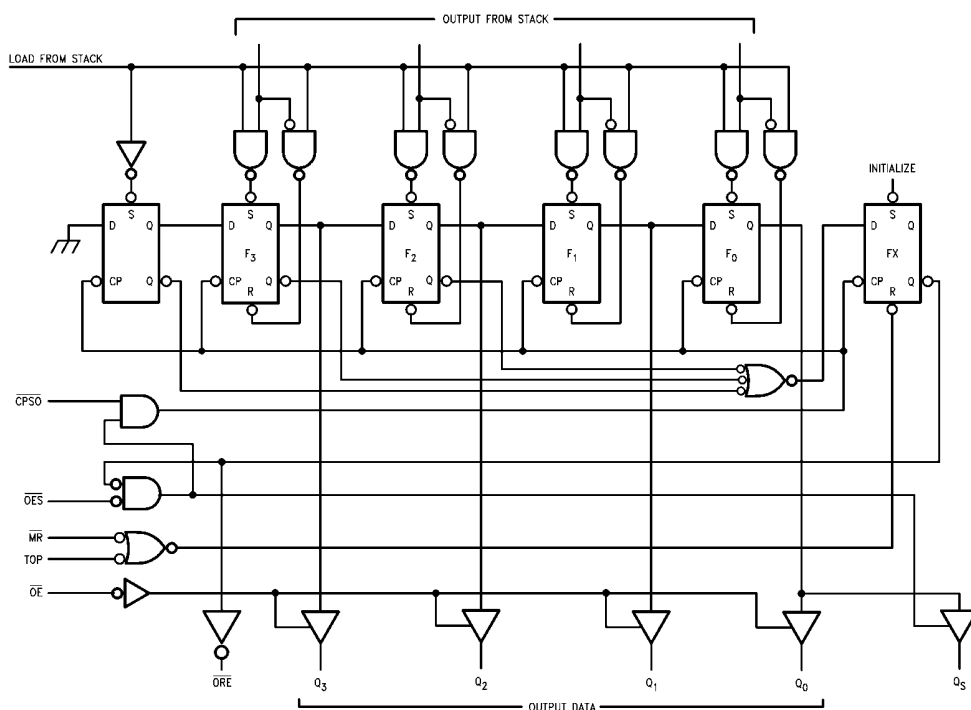 OUTPUT FROM STACK
LOAD FROM STACK
INITIALIZE
S S S S S S
D Q D Q D Q D Q D Q D Q
F3 F2 F1 F0 FX
CP Q CP Q CP Q CP CP CP Q
R R R R R
CPSO
OES
MR
TOP
OE
ORE Q3 Q2 Q1 Q0 QS
OUTPUT DATA